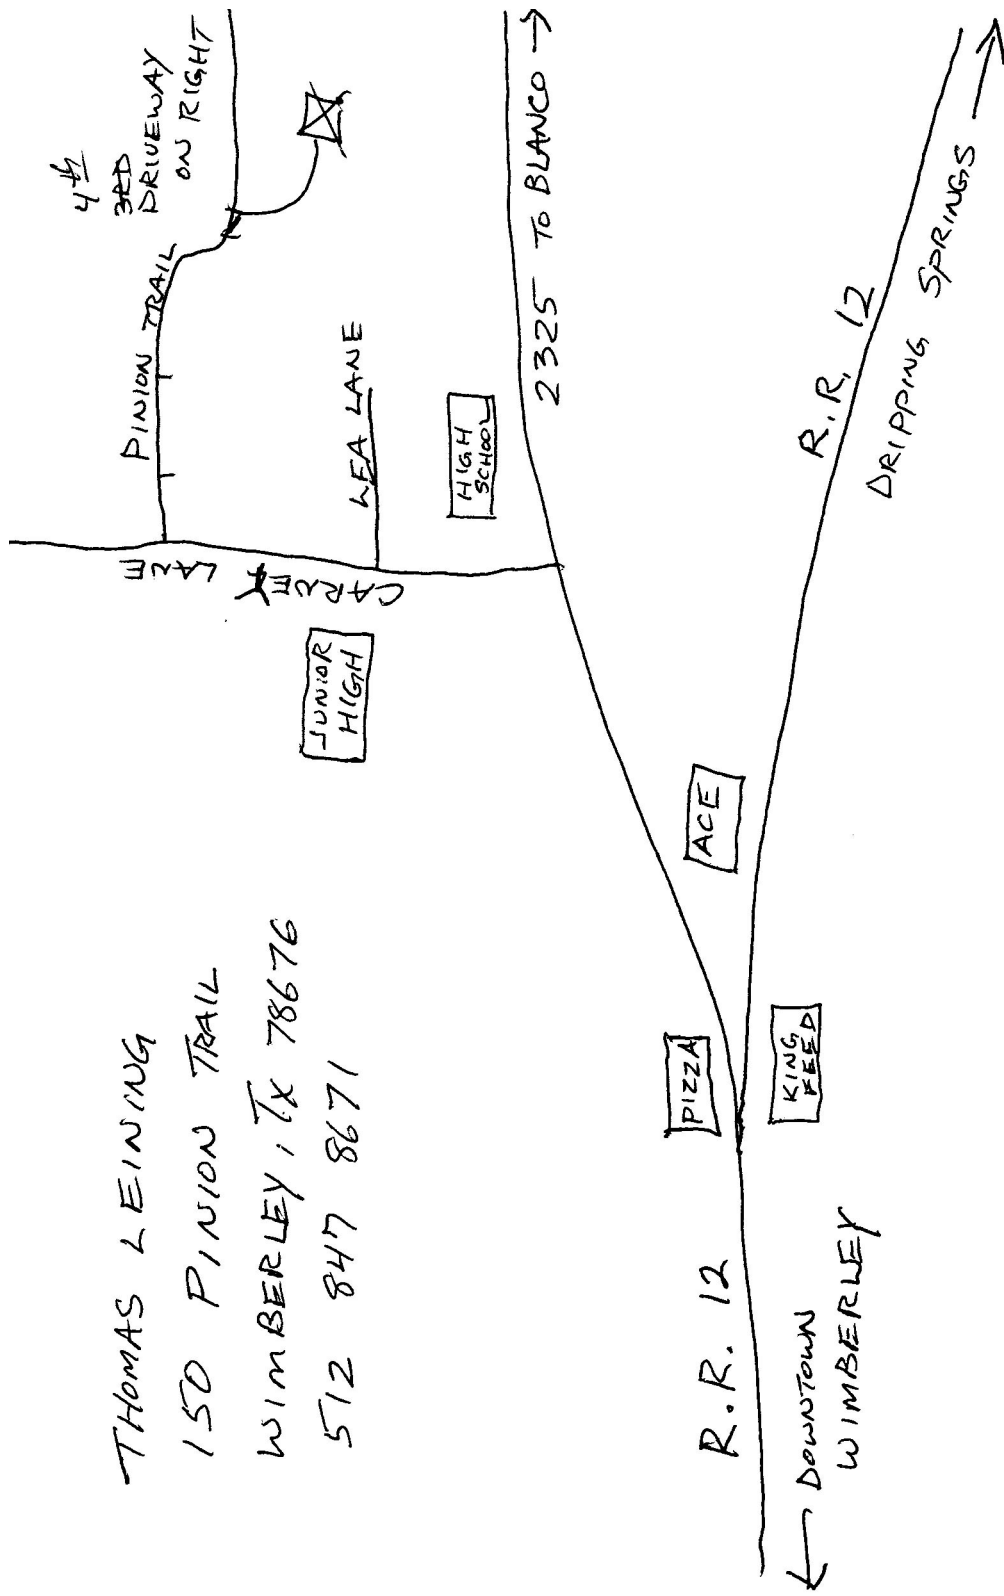 THOMAS LEINING
150 PINION TRAIL
WIMBERLEY, TX 78676
512 847 8671
4th
3RD
DRIVEWAY
ON RIGHT
PINION TRAIL
LEA LANE
CARNEY LANE
JUNIOR
HIGH
HIGH
SCHOOL
2325 TO BLANCO →
PIZZA
ACE
KING
FEED
R.R. 12
R.R. 12
DRIPPING SPRINGS →
← DOWNTOWN
WIMBERLEY